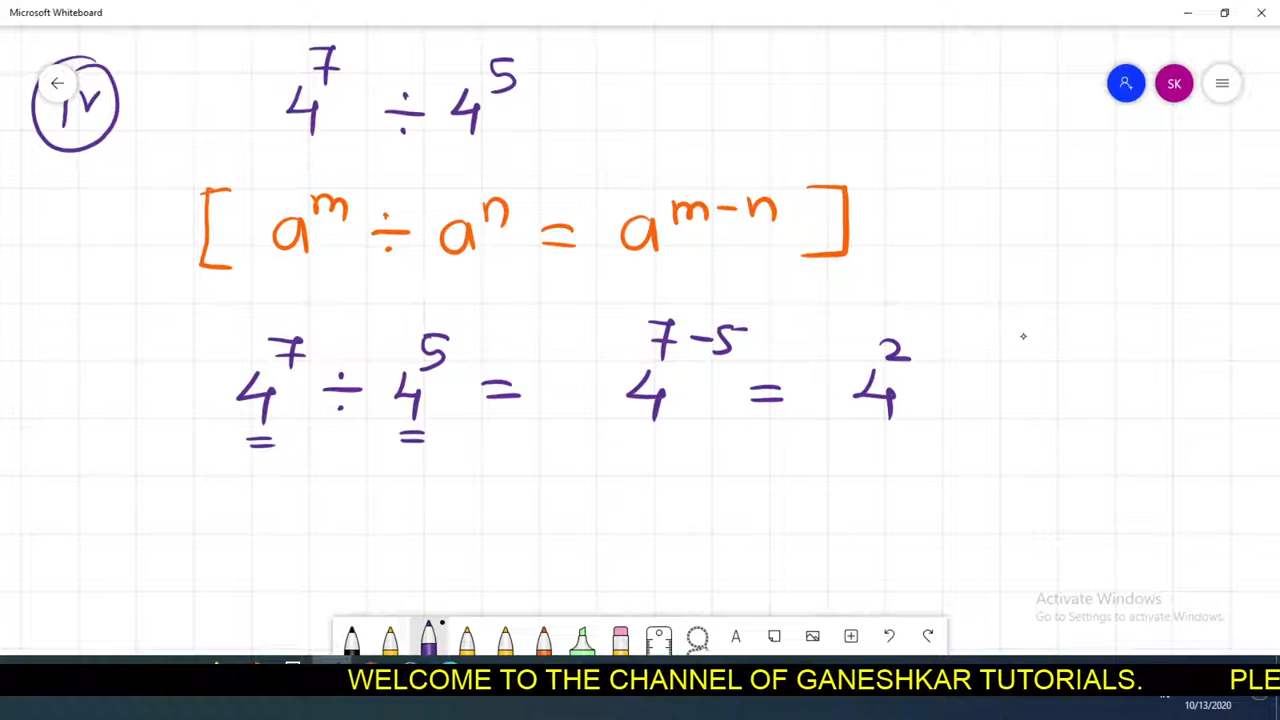 Microsoft Whiteboard
iv
4^7 ÷ 4^5
SK
[ a^m ÷ a^n = a^{m-n} ]
4^7 ÷ 4^5 = 4^{7-5} = 4^2
Activate Windows
Go to Settings to activate Windows.
A
WELCOME TO THE CHANNEL OF GANESHKAR TUTORIALS. PLE
10/13/2020